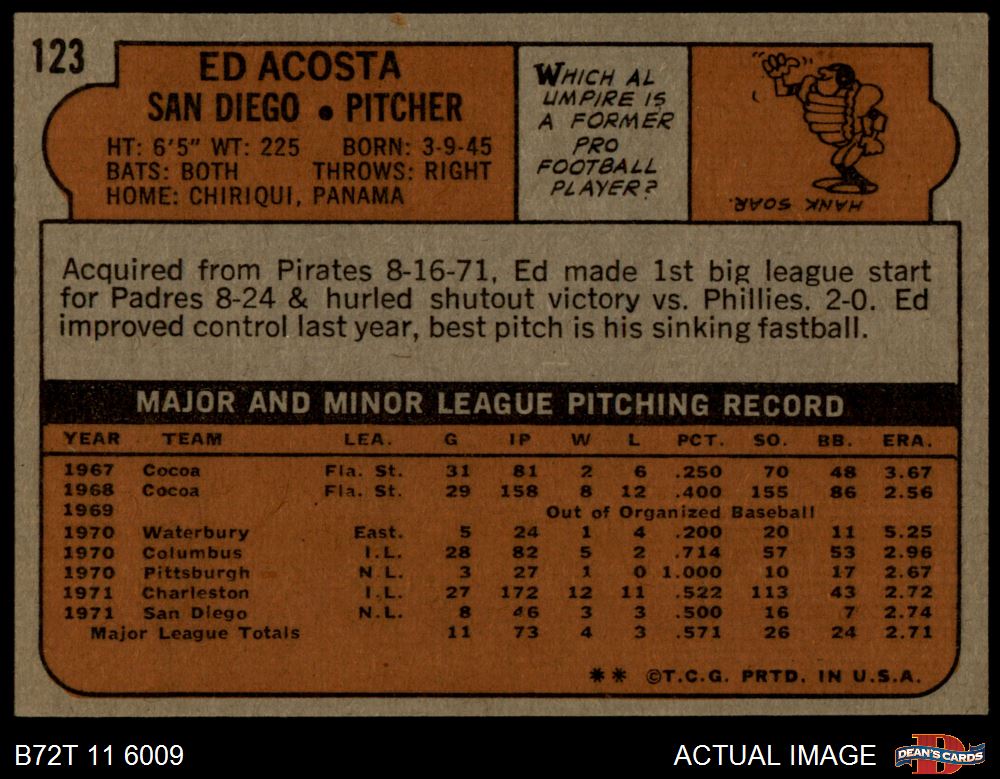 123
ED ACOSTA
SAN DIEGO • PITCHER
HT: 6'5" WT: 225 BORN: 3-9-45
BATS: BOTH THROWS: RIGHT
HOME: CHIRIQUI, PANAMA
WHICH AL
UMPIRE IS
A FORMER
PRO
FOOTBALL
PLAYER?
HANK SOAR.
Acquired from Pirates 8-16-71, Ed made 1st big league start
for Padres 8-24 & hurled shutout victory vs. Phillies. 2-0. Ed
improved control last year, best pitch is his sinking fastball.
MAJOR AND MINOR LEAGUE PITCHING RECORD
YEAR TEAM LEA. G IP W L PCT. SO. BB. ERA.
1967 Cocoa Fla. St. 31 81 2 6 .250 70 48 3.67
1968 Cocoa Fla. St. 29 158 8 12 .400 155 86 2.56
1969 Out of Organized Baseball
1970 Waterbury East. 5 24 1 4 .200 20 11 5.25
1970 Columbus I.L. 28 82 5 2 .714 57 53 2.96
1970 Pittsburgh N.L. 3 27 1 0 1.000 10 17 2.67
1971 Charleston I.L. 27 172 12 11 .522 113 43 2.72
1971 San Diego N.L. 8 46 3 3 .500 16 7 2.74
Major League Totals 11 73 4 3 .571 26 24 2.71
** ©T.C.G. PRTD. IN U.S.A.
B72T 11 6009
ACTUAL IMAGE
D
DEAN'S CARDS